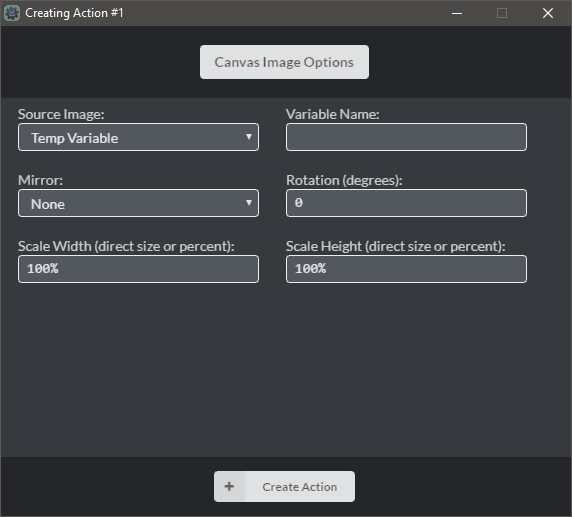 Creating Action #1
Canvas Image Options
Source Image: Variable Name:
Temp Variable
Mirror: Rotation (degrees):
None 0
Scale Width (direct size or percent): Scale Height (direct size or percent):
100% 100%
+ Create Action